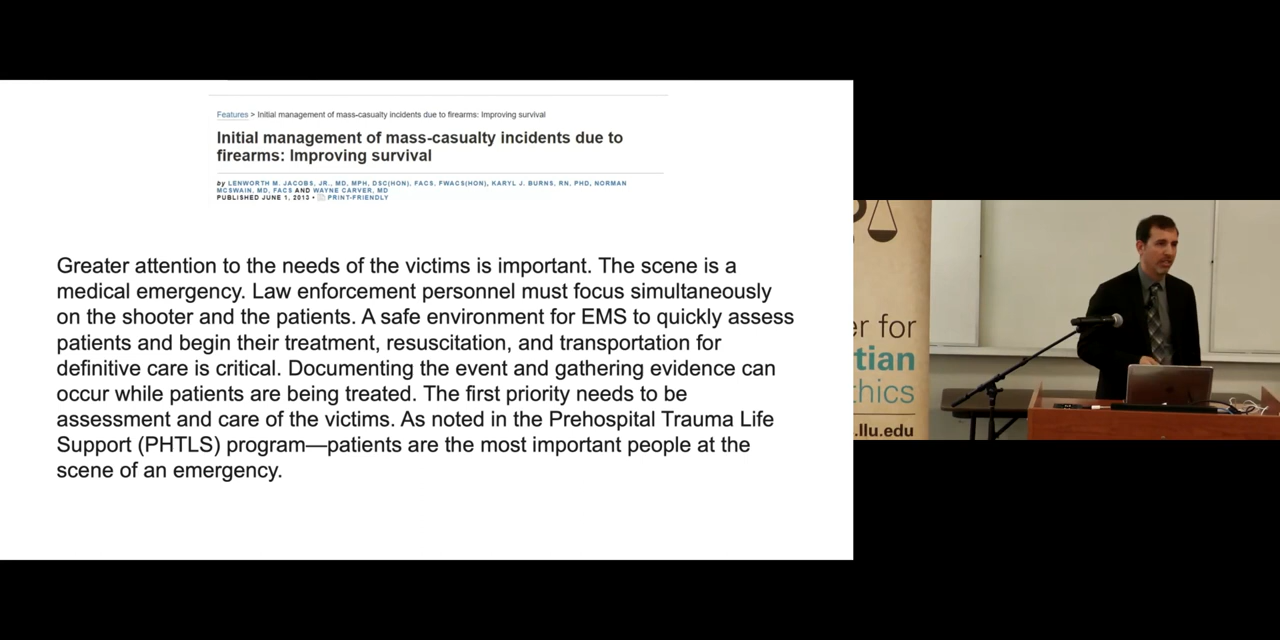 Features > Initial management of mass-casualty incidents due to firearms: Improving survival
Initial management of mass-casualty incidents due to
firearms: Improving survival
by LENWORTH M. JACOBS, JR., MD, MPH, DSC(HON), FACS, FWACS(HON), KARYL J. BURNS, RN, PHD, NORMAN
MCSWAIN, MD, FACS AND WAYNE CARVER, MD
PUBLISHED JUNE 1, 2013 • PRINT-FRIENDLY
Greater attention to the needs of the victims is important. The scene is a
medical emergency. Law enforcement personnel must focus simultaneously
on the shooter and the patients. A safe environment for EMS to quickly assess
patients and begin their treatment, resuscitation, and transportation for
definitive care is critical. Documenting the event and gathering evidence can
occur while patients are being treated. The first priority needs to be
assessment and care of the victims. As noted in the Prehospital Trauma Life
Support (PHTLS) program—patients are the most important people at the
scene of an emergency.
er for
tian
hics
.llu.edu